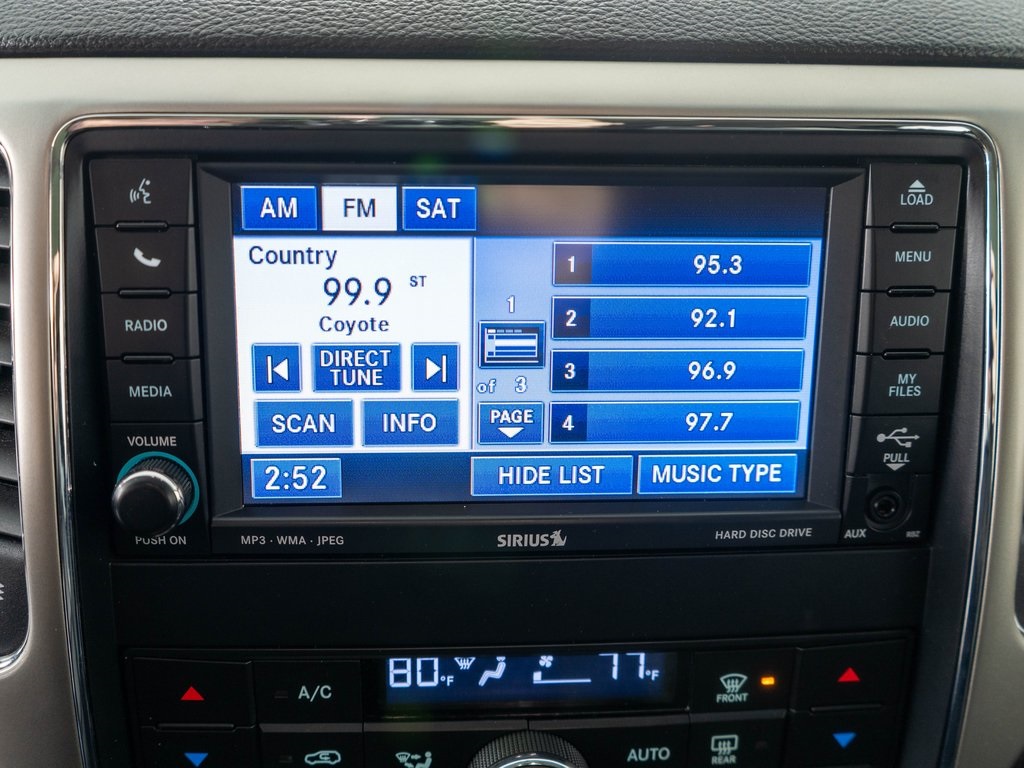 AM FM SAT
LOAD
Country
99.9 ST
Coyote
1 95.3
MENU
1
2 92.1
RADIO
AUDIO
DIRECT
TUNE
of 3
3 96.9
MEDIA
MY
FILES
SCAN INFO
PAGE
4 97.7
VOLUME
PULL
2:52 HIDE LIST MUSIC TYPE
PUSH ON
MP3 · WMA · JPEG
SIRIUS
HARD DISC DRIVE
AUX
RSZ
80°F
77°F
A/C
FRONT
AUTO
REAR